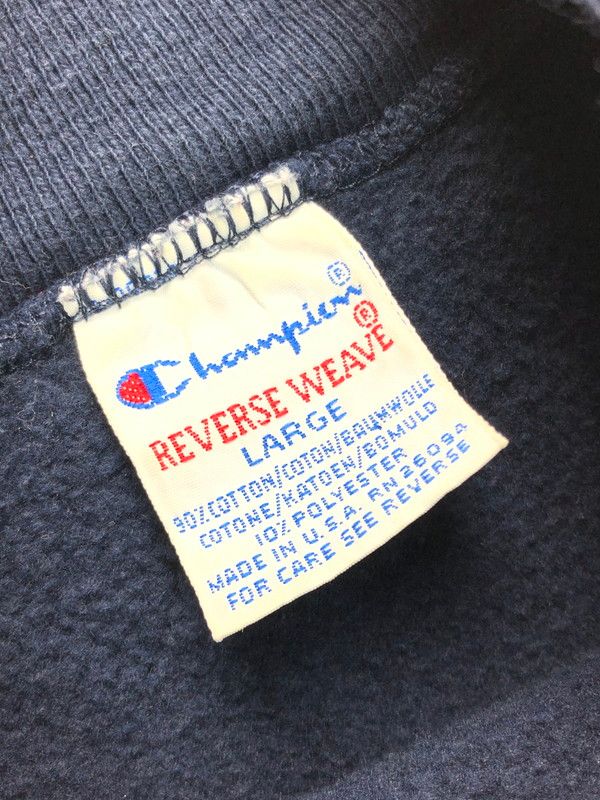 Champion®
REVERSE WEAVE®
LARGE
90%COTTON/COTON/BAUMWOLLE
COTONE/KATOEN/BOMULD
10% POLYESTER
MADE IN U.S.A. RN 26094
FOR CARE SEE REVERSE